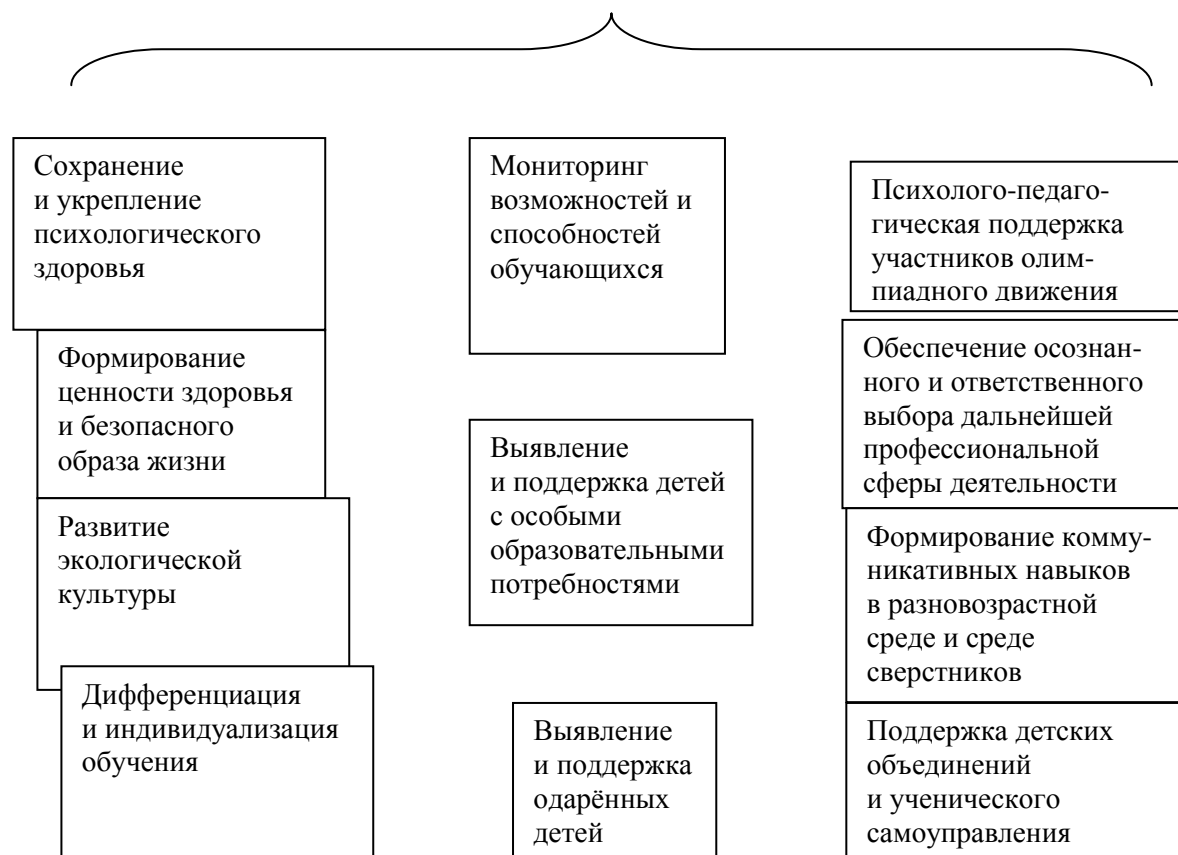 Сохранение
и укрепление
психологического
здоровья
Формирование
ценности здоровья
и безопасного
образа жизни
Развитие
экологической
культуры
Дифференциация
и индивидуализация
обучения
Мониторинг
возможностей и
способностей
обучающихся
Выявление
и поддержка детей
с особыми
образовательными
потребностями
Выявление
и поддержка
одарённых
детей
Психолого-педаго-
гическая поддержка
участников олим-
пиадного движения
Обеспечение осознан-
ного и ответственного
выбора дальнейшей
профессиональной
сферы деятельности
Формирование комму-
никативных навыков
в разновозрастной
среде и среде
сверстников
Поддержка детских
объединений
и ученического
самоуправления